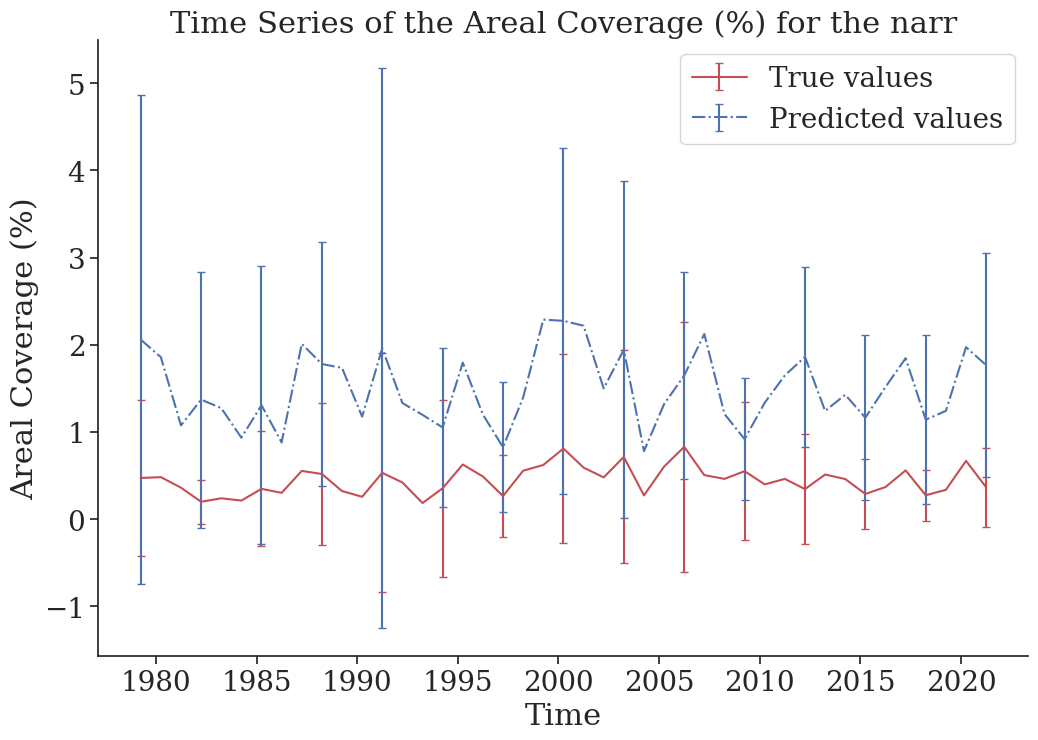 Time Series of the Areal Coverage (%) for the narr
True values
Predicted values
Areal Coverage (%)
5
4
3
2
1
0
−1
1980 1985 1990 1995 2000 2005 2010 2015 2020
Time